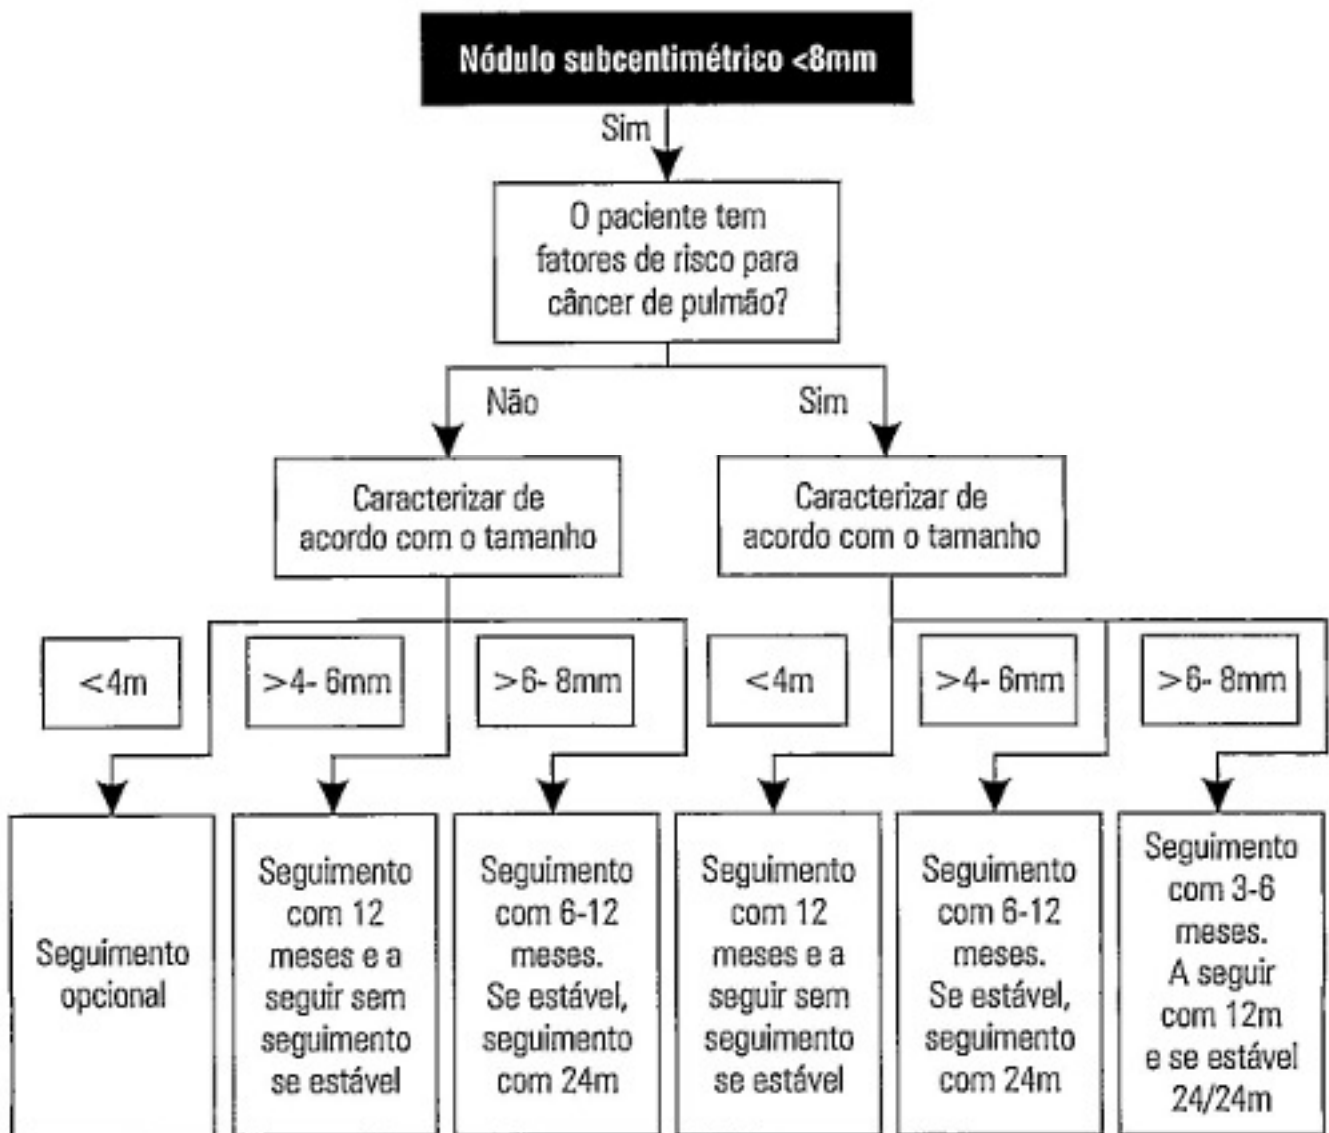 Nódulo subcentimétrico <8mm
Sim
O paciente tem
fatores de risco para
câncer de pulmão?
Não
Sim
Caracterizar de
acordo com o tamanho
Caracterizar de
acordo com o tamanho
<4m
>4- 6mm
>6- 8mm
<4m
>4- 6mm
>6- 8mm
Seguimento
opcional
Seguimento
com 12
meses e a
seguir sem
seguimento
se estável
Seguimento
com 6-12
meses.
Se estável,
seguimento
com 24m
Seguimento
com 12
meses e a
seguir sem
seguimento
se estável
Seguimento
com 6-12
meses.
Se estável,
seguimento
com 24m
Seguimento
com 3-6
meses.
A seguir
com 12m
e se estável
24/24m